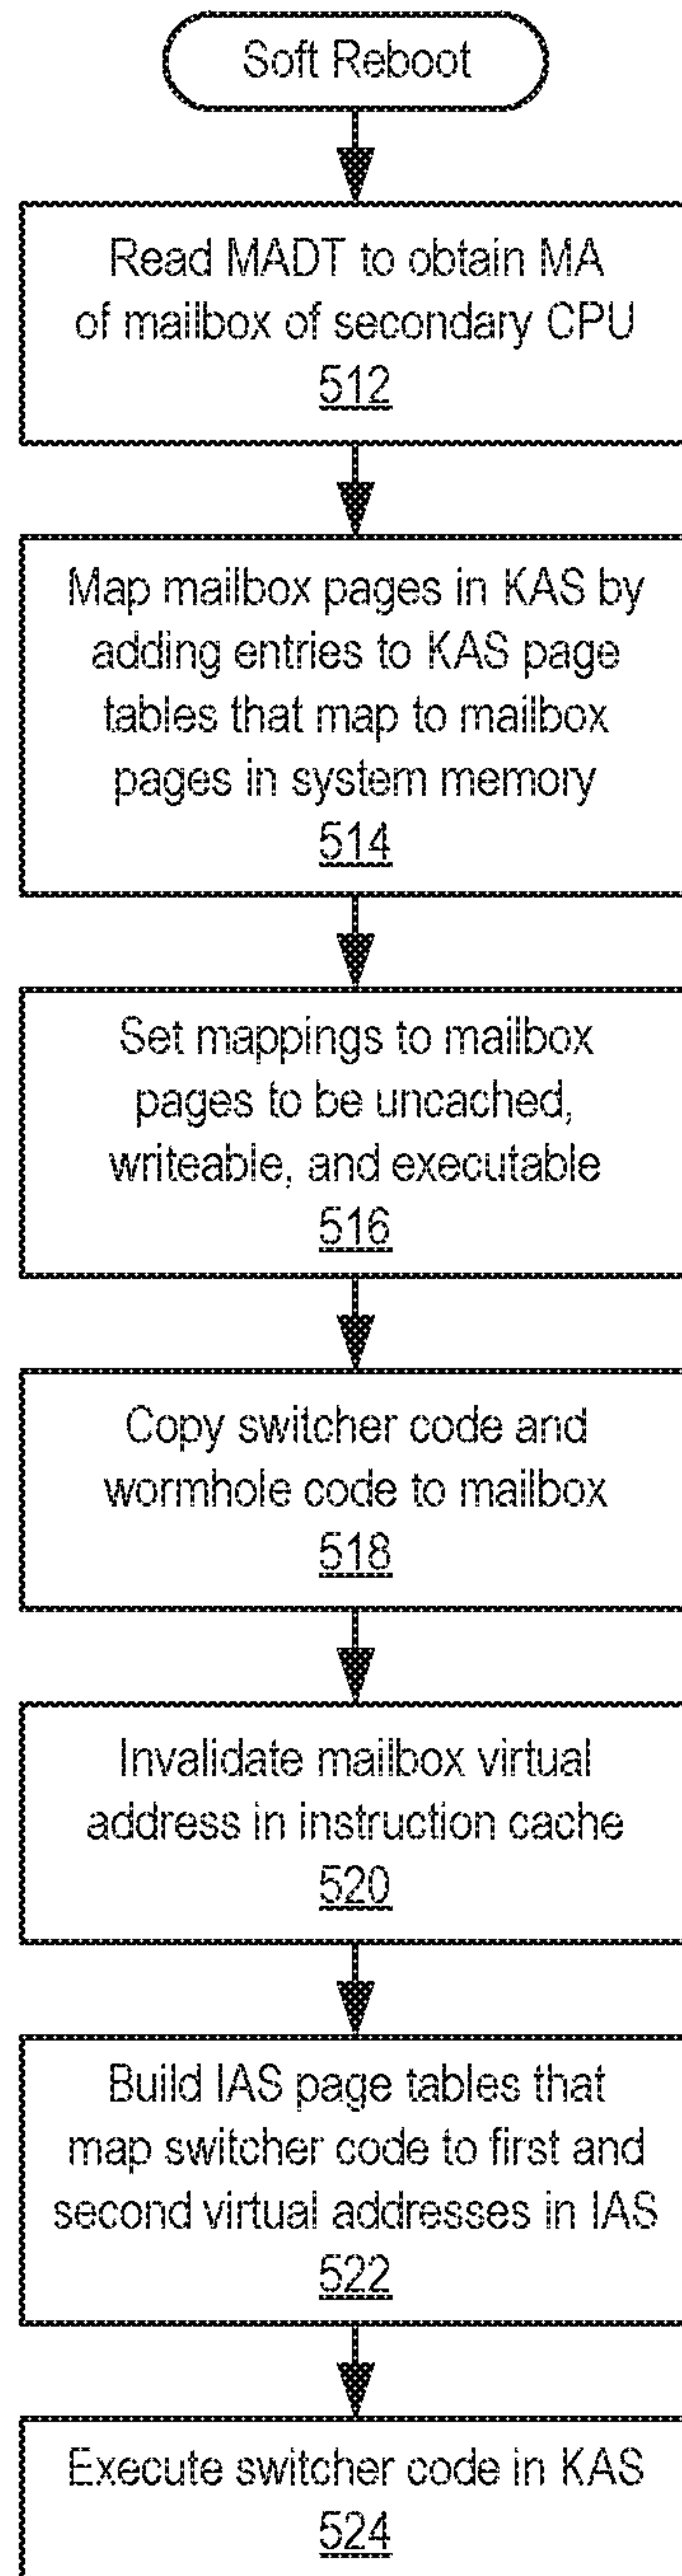 Soft Reboot
Read MADT to obtain MA
of mailbox of secondary CPU
512
Map mailbox pages in KAS by
adding entries to KAS page
tables that map to mailbox
pages in system memory
514
Set mappings to mailbox
pages to be uncached,
writeable, and executable
516
Copy switcher code and
wormhole code to mailbox
518
Invalidate mailbox virtual
address in instruction cache
520
Build IAS page tables that
map switcher code to first and
second virtual addresses in IAS
522
Execute switcher code in KAS
524